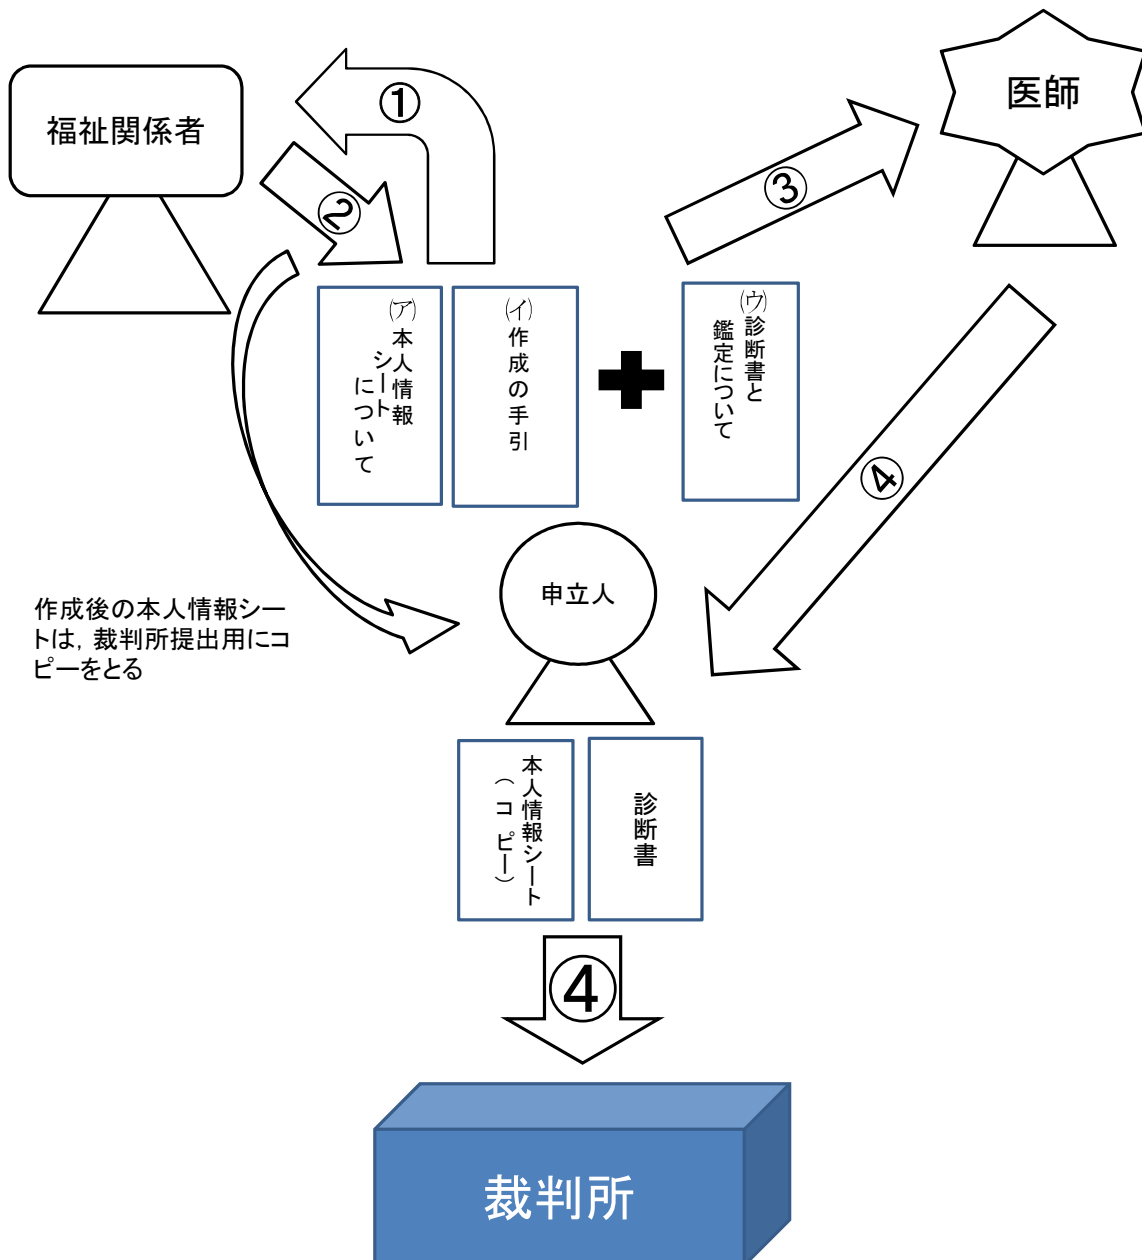 福祉関係者
①
②
③
医師
㋐本人情報
シート
について
㋑作成の手引
㋒診断書と
鑑定について
④
申立人
作成後の本人情報シー
トは，裁判所提出用にコ
ピーをとる
本人情報シート
（コピー）
診断書
④
裁判所